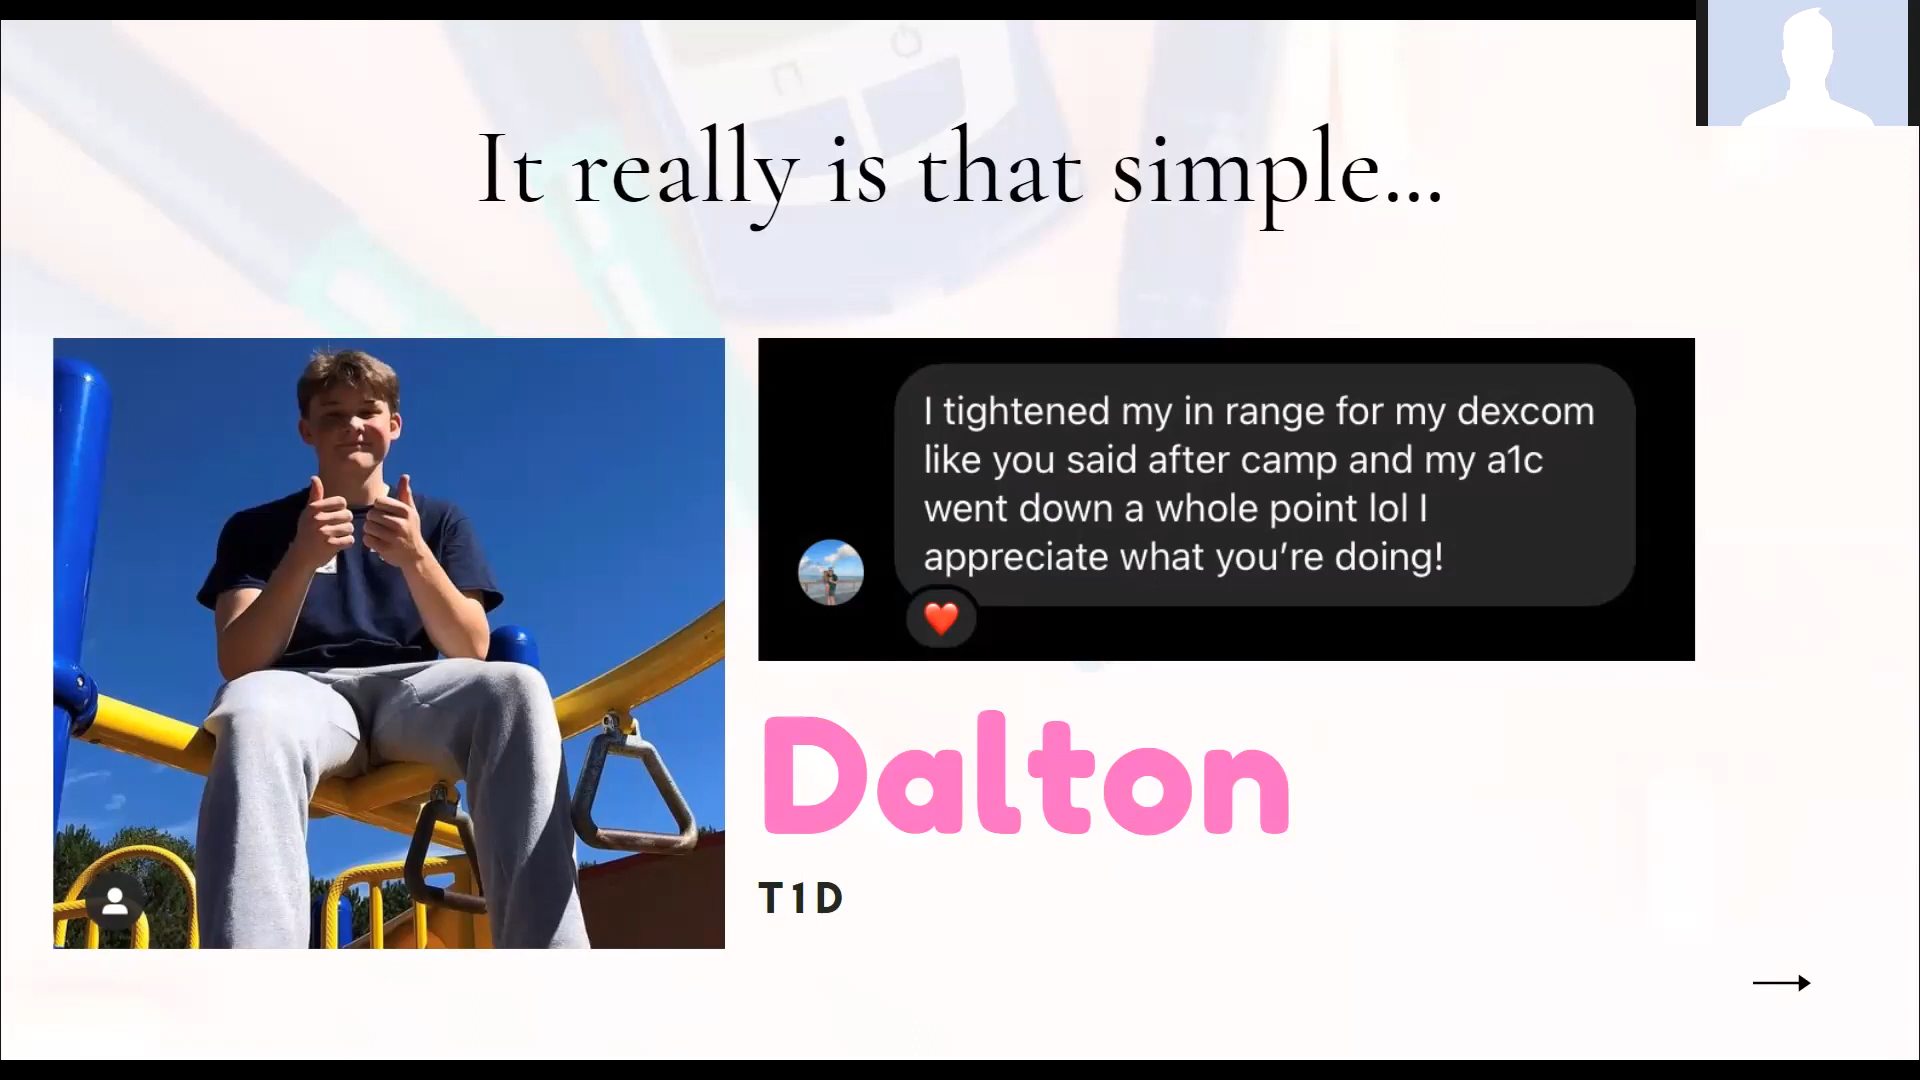 It really is that simple...
I tightened my in range for my dexcom
like you said after camp and my a1c
went down a whole point lol I
appreciate what you’re doing!
Dalton
T1D